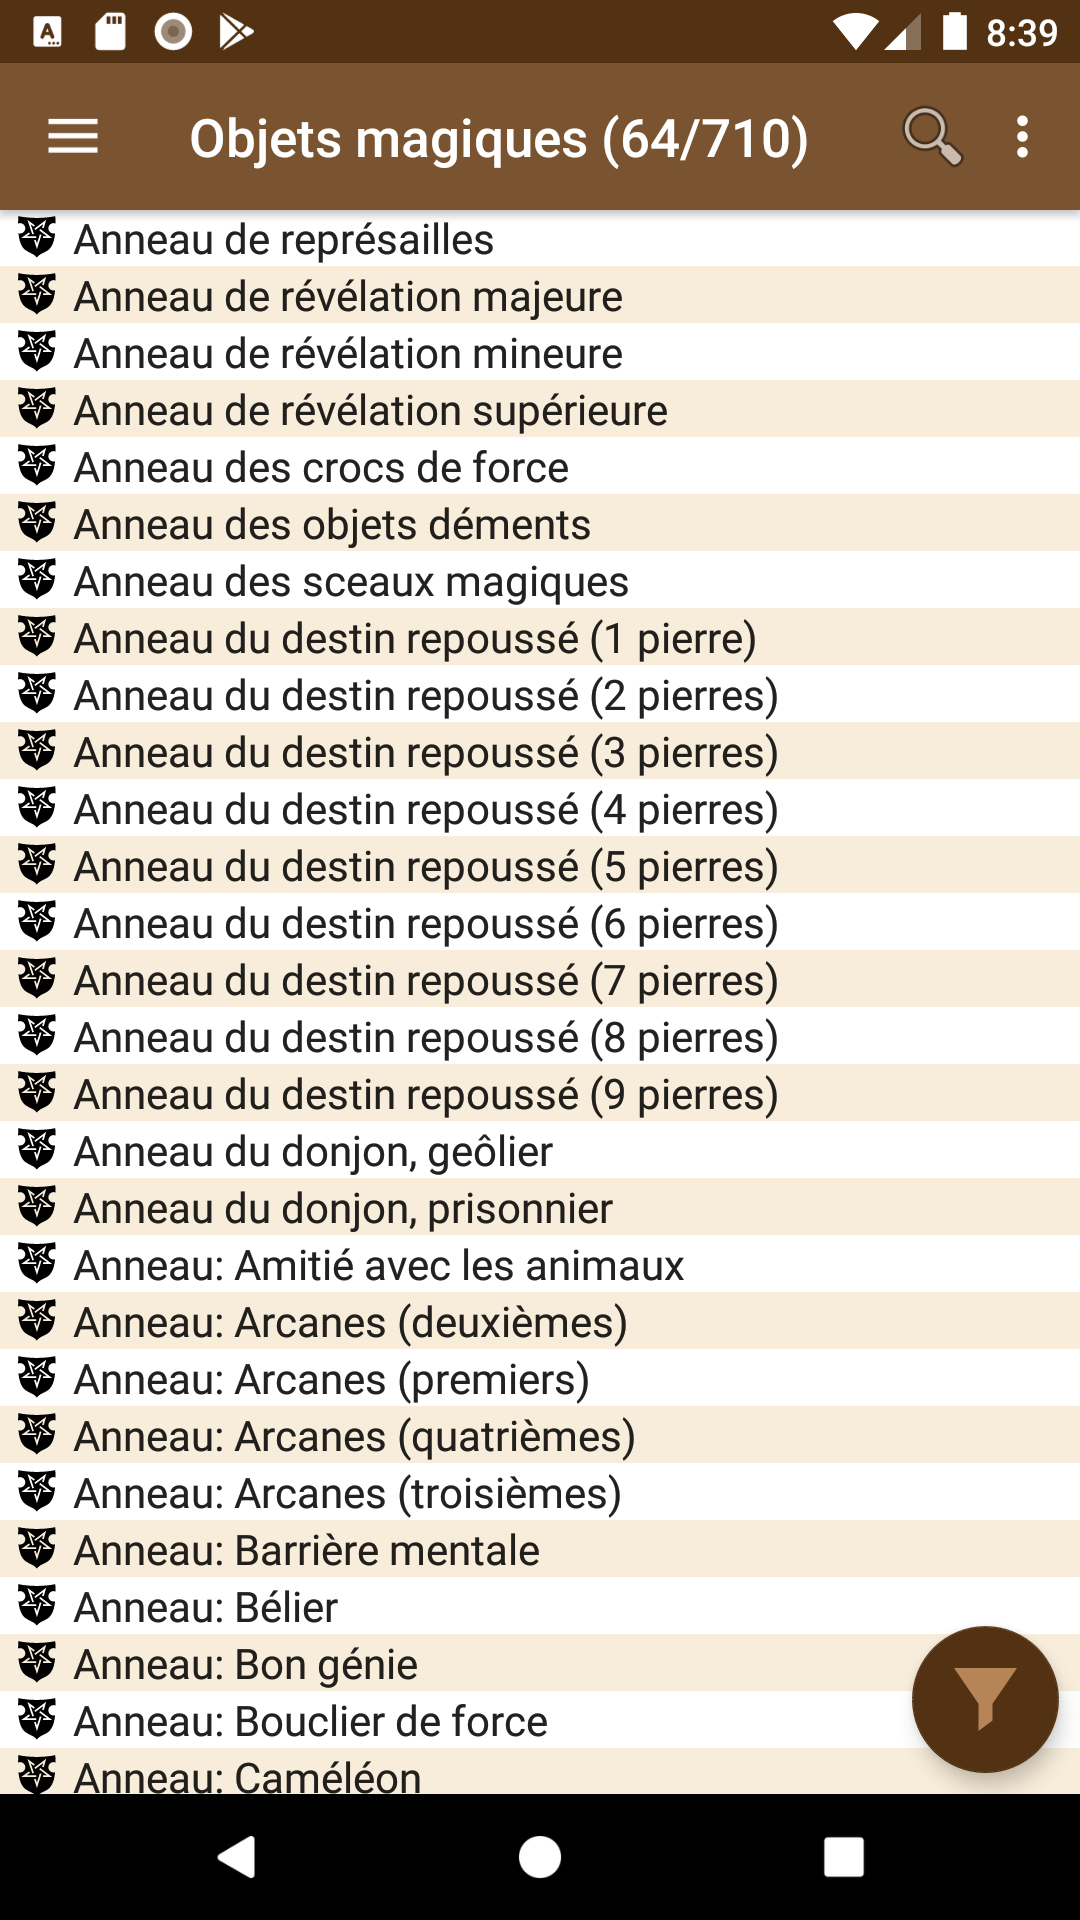 8:39
Objets magiques (64/710)
Anneau de représailles
Anneau de révélation majeure
Anneau de révélation mineure
Anneau de révélation supérieure
Anneau des crocs de force
Anneau des objets déments
Anneau des sceaux magiques
Anneau du destin repoussé (1 pierre)
Anneau du destin repoussé (2 pierres)
Anneau du destin repoussé (3 pierres)
Anneau du destin repoussé (4 pierres)
Anneau du destin repoussé (5 pierres)
Anneau du destin repoussé (6 pierres)
Anneau du destin repoussé (7 pierres)
Anneau du destin repoussé (8 pierres)
Anneau du destin repoussé (9 pierres)
Anneau du donjon, geôlier
Anneau du donjon, prisonnier
Anneau: Amitié avec les animaux
Anneau: Arcanes (deuxièmes)
Anneau: Arcanes (premiers)
Anneau: Arcanes (quatrièmes)
Anneau: Arcanes (troisièmes)
Anneau: Barrière mentale
Anneau: Bélier
Anneau: Bon génie
Anneau: Bouclier de force
Anneau: Caméléon